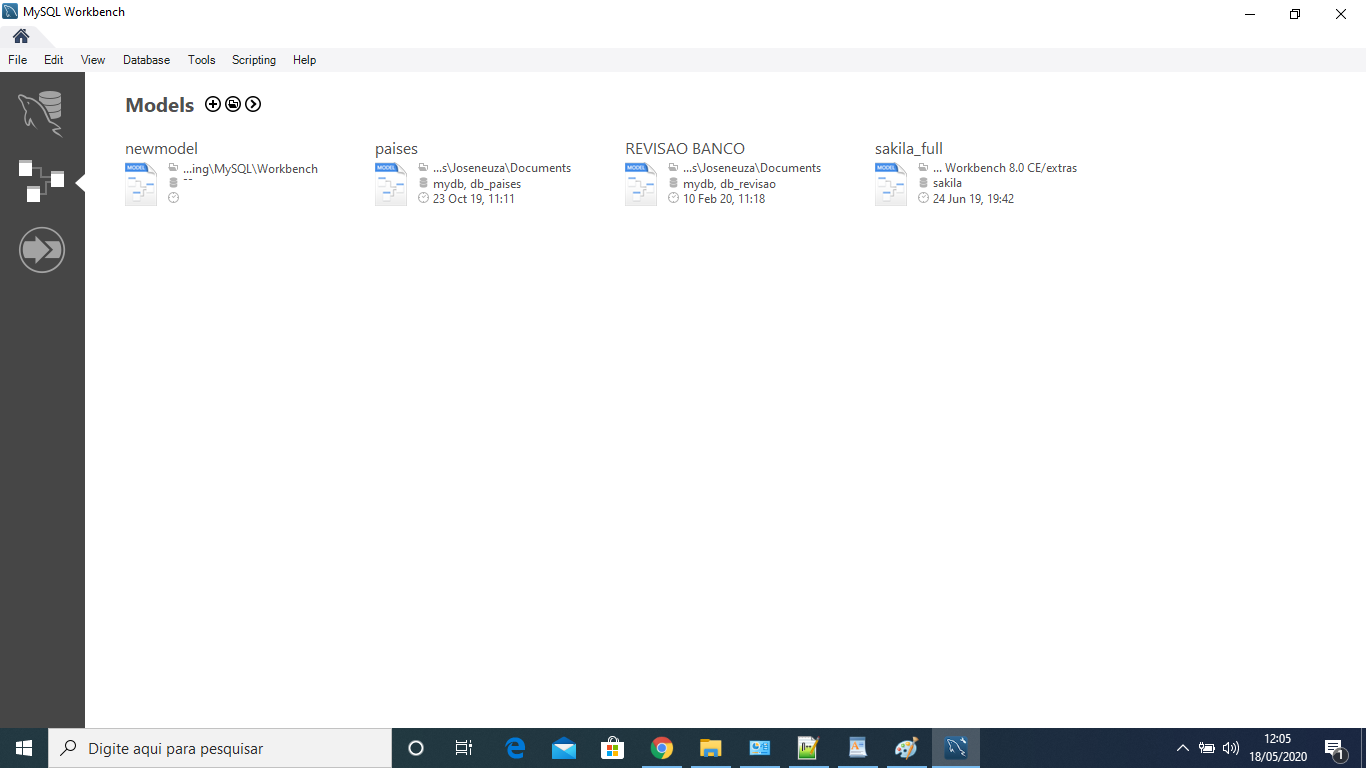 MySQL Workbench
File Edit View Database Tools Scripting Help
Models
newmodel
MODEL
...ing\MySQL\Workbench
--
paises
MODEL
...s\Joseneuza\Documents
mydb, db_paises
23 Oct 19, 11:11
REVISAO BANCO
MODEL
...s\Joseneuza\Documents
mydb, db_revisao
10 Feb 20, 11:18
sakila_full
MODEL
... Workbench 8.0 CE/extras
sakila
24 Jun 19, 19:42
Digite aqui para pesquisar
12:05
18/05/2020
1